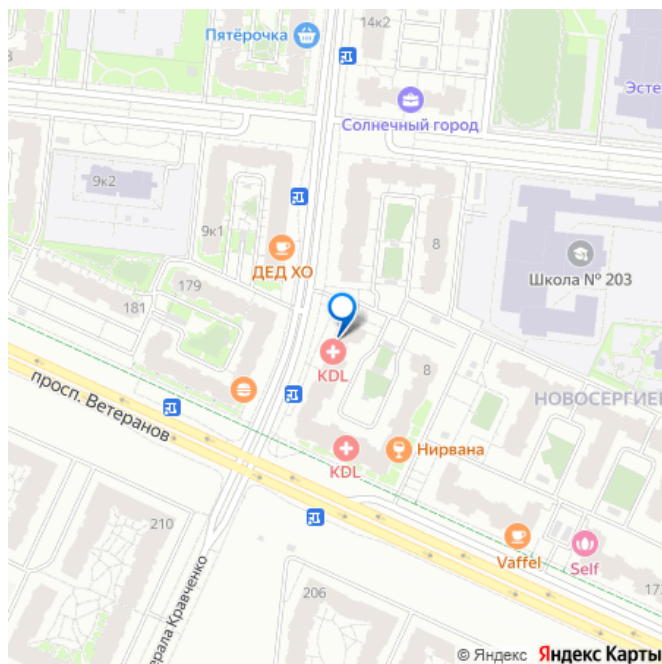 14к2
Пятёрочка
Эсте
Солнечный город
9к2
9к1
8
ДЕД ХО
Школа № 203
179
181
KDL
8
просп. Ветеранов
НОВОСЕРГИЕВ
Нирвана
KDL
210
Vaffel
Self
206
ерала Кравченко
© Яндекс Яндекс Карты